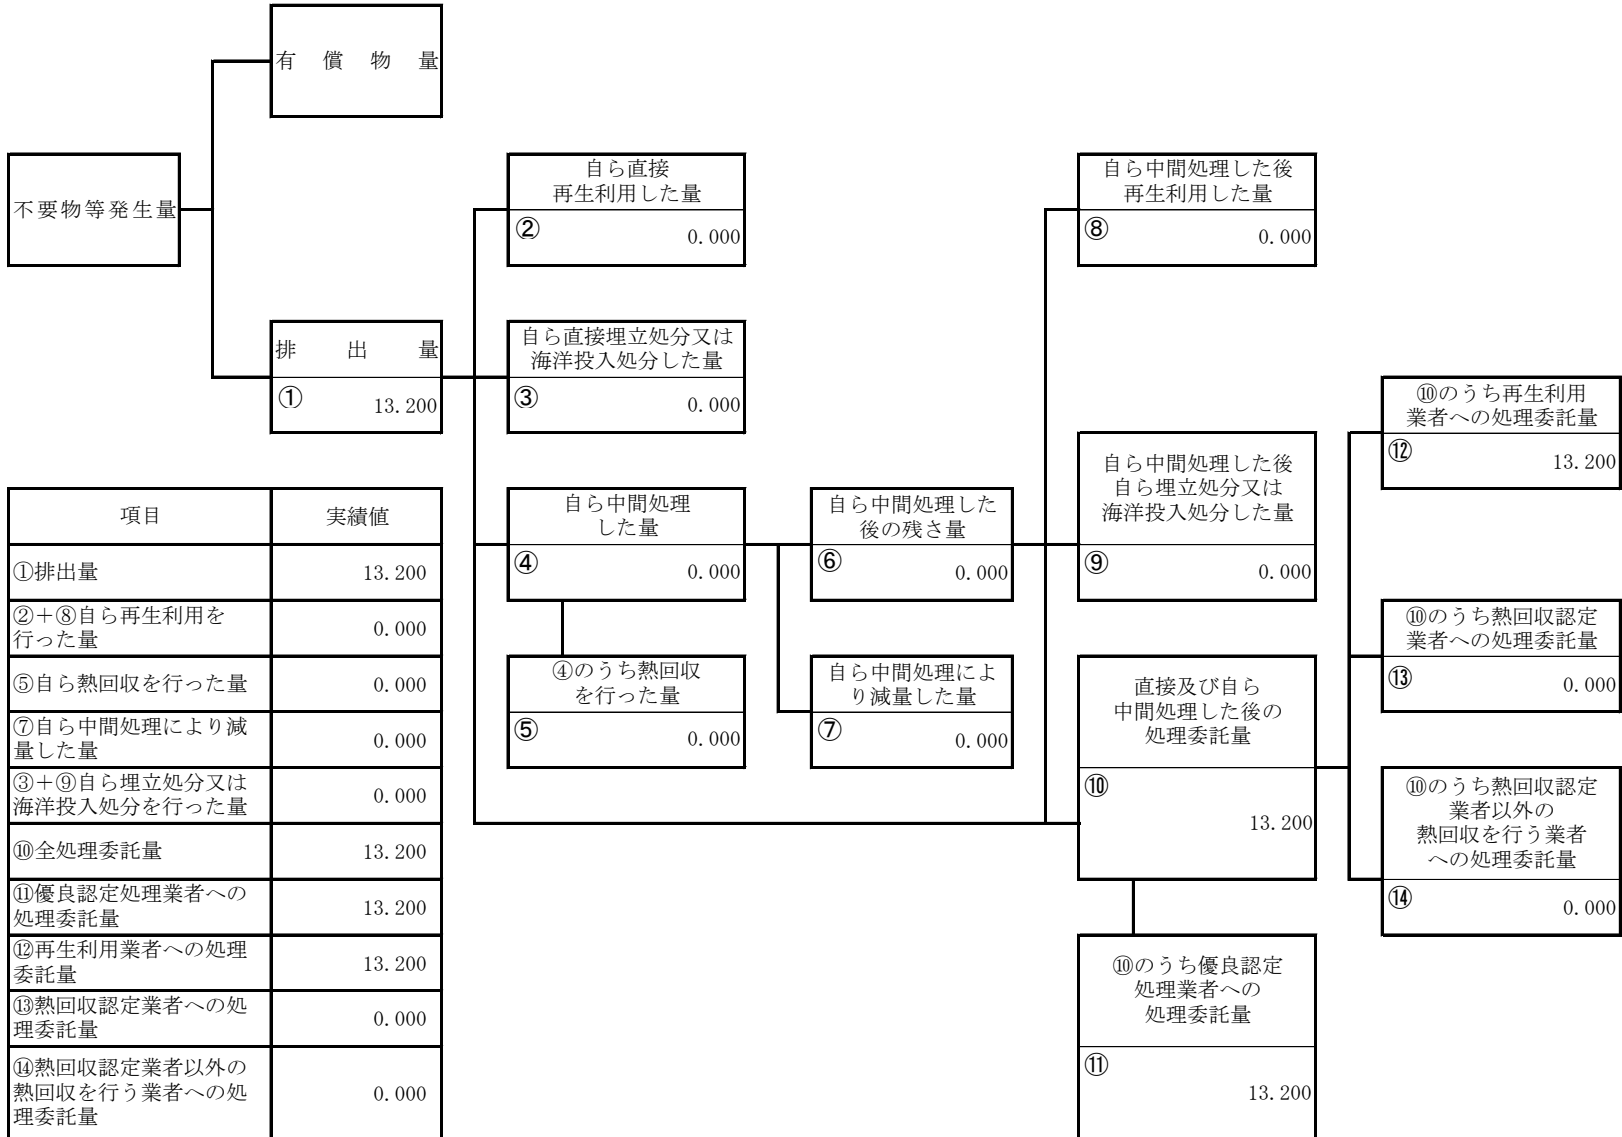 有償物量
不要物等発生量
排出量
① 13.200
自ら直接
再生利用した量
② 0.000
自ら直接埋立処分又は
海洋投入処分した量
③ 0.000
自ら中間処理
した量
④ 0.000
④のうち熱回収
を行った量
⑤ 0.000
自ら中間処理した
後の残さ量
⑥ 0.000
自ら中間処理によ
り減量した量
⑦ 0.000
自ら中間処理した後
再生利用した量
⑧ 0.000
自ら中間処理した後
自ら埋立処分又は
海洋投入処分した量
⑨ 0.000
直接及び自ら
中間処理した後の
処理委託量
⑩
13.200
⑩のうち優良認定
処理業者への
処理委託量
⑪
13.200
⑩のうち再生利用
業者への処理委託量
⑫ 13.200
⑩のうち熱回収認定
業者への処理委託量
⑬ 0.000
⑩のうち熱回収認定
業者以外の
熱回収を行う業者
への処理委託量
⑭ 0.000
項目 実績値
①排出量 13.200
②＋⑧自ら再生利用を
行った量 0.000
⑤自ら熱回収を行った量 0.000
⑦自ら中間処理により減
量した量 0.000
③＋⑨自ら埋立処分又は
海洋投入処分を行った量 0.000
⑩全処理委託量 13.200
⑪優良認定処理業者への
処理委託量 13.200
⑫再生利用業者への処理
委託量 13.200
⑬熱回収認定業者への処
理委託量 0.000
⑭熱回収認定業者以外の
熱回収を行う業者への処
理委託量 0.000